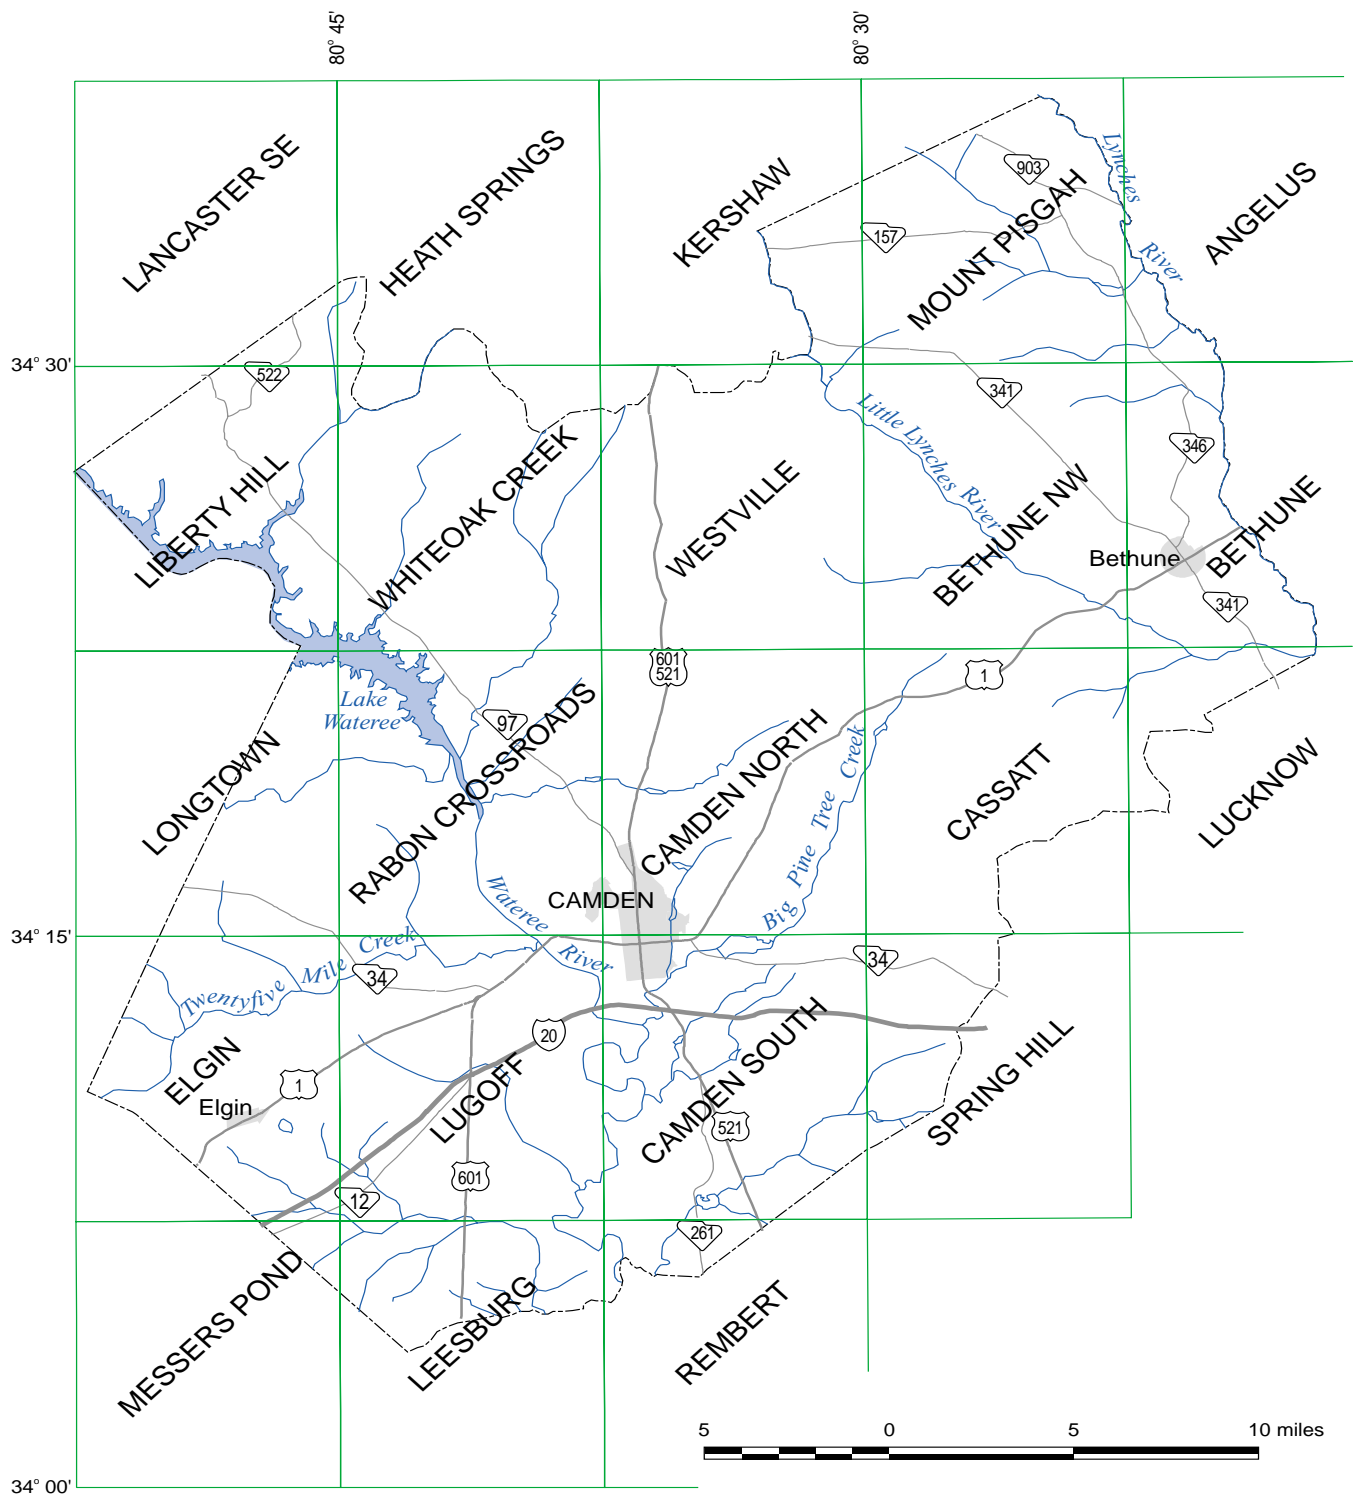 80° 45'
80° 30'
LANCASTER SE
HEATH SPRINGS
KERSHAW
903
Lynches
River
MOUNT PISGAH
ANGELUS
157
34° 30'
522
341
346
Little Lynches River
LIBERTY HILL
WHITEOAK CREEK
WESTVILLE
BETHUNE NW
BETHUNE
Bethune
341
601
521
1
Lake
Wateree
97
LONGTOWN
RABON CROSSROADS
CAMDEN NORTH
Big Pine Tree Creek
CASSATT
LUCKNOW
CAMDEN
Wateree River
34° 15'
Twentyfive Mile Creek
34
34
20
ELGIN
Elgin
1
LUGOFF
CAMDEN SOUTH
SPRING HILL
521
601
12
261
MESSERS POND
LEESBURG
REMBERT
5 0 5 10 miles
34° 00'